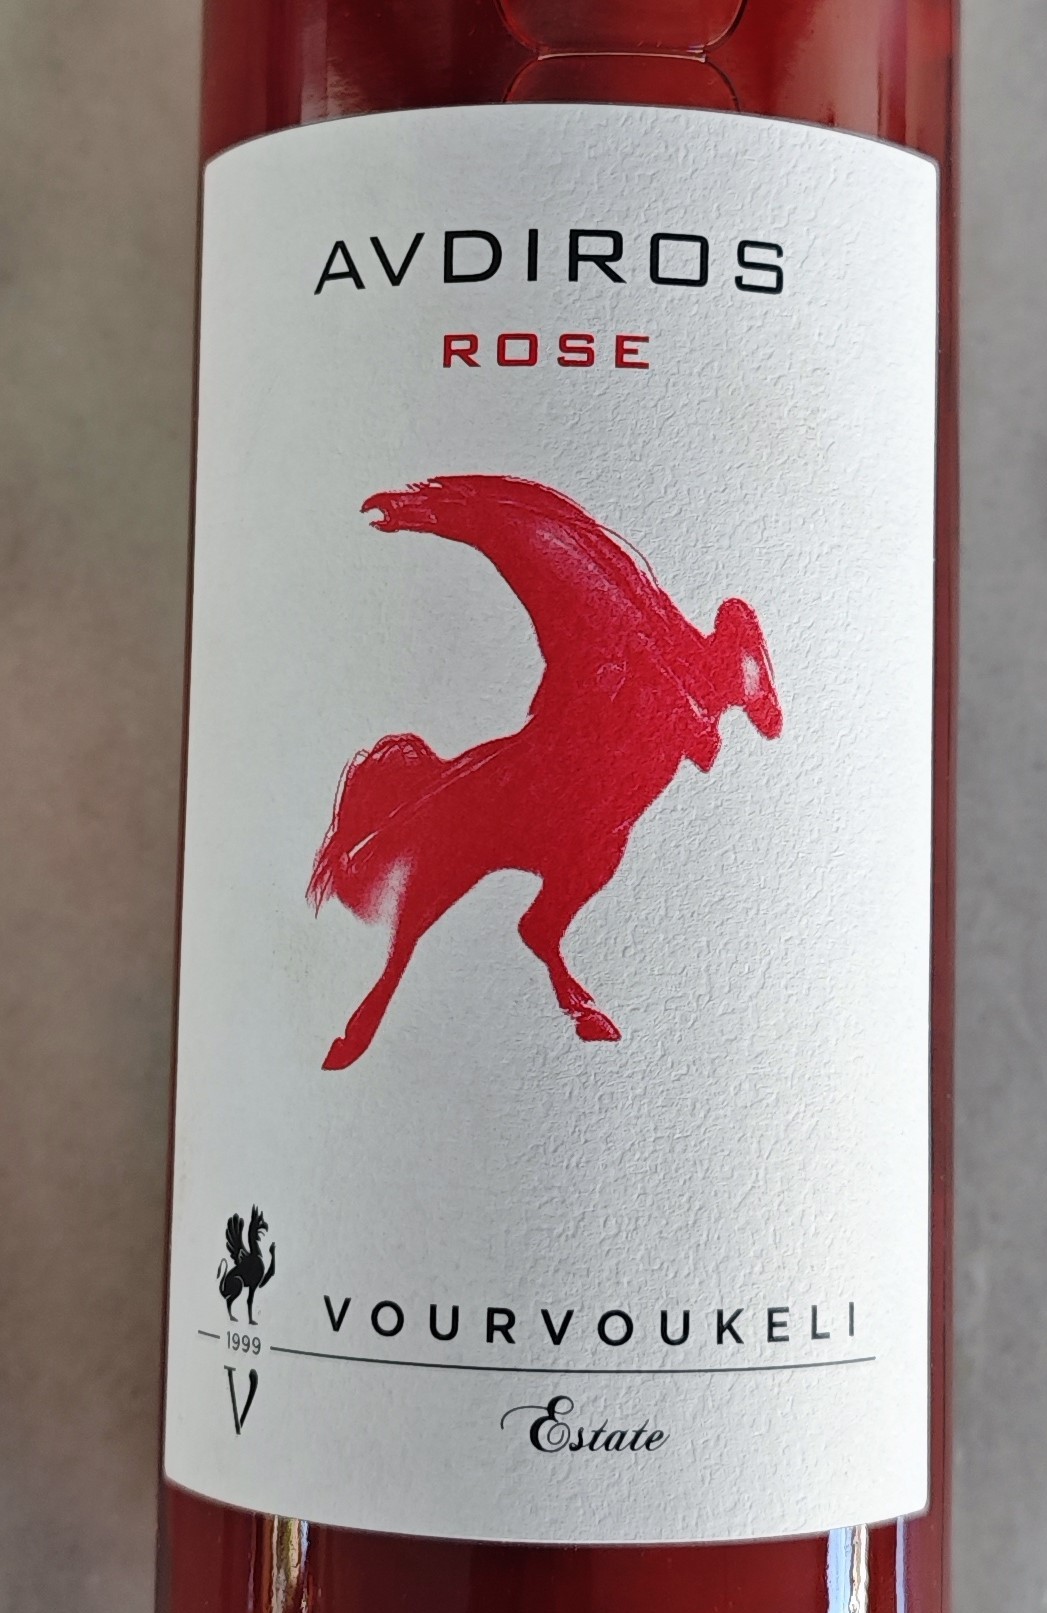 AVDIROS
ROSE
1999
V
VOURVOUKELI
Estate